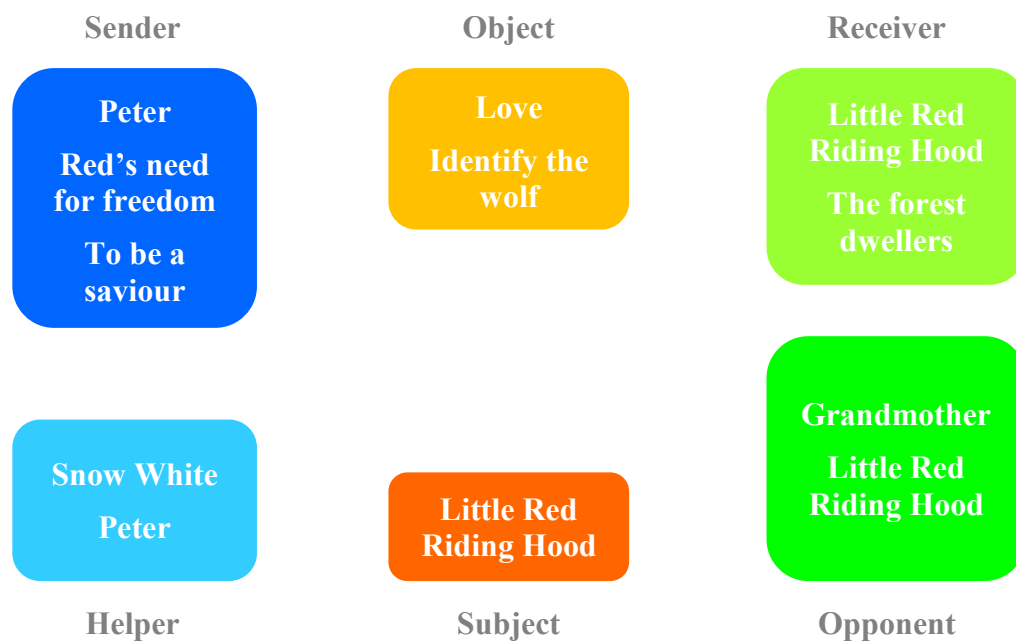 Sender
Object
Receiver
Peter
Red's need
for freedom
To be a
saviour
Love
Identify the
wolf
Little Red
Riding Hood
The forest
dwellers
Snow White
Peter
Little Red
Riding Hood
Grandmother
Little Red
Riding Hood
Helper
Subject
Opponent